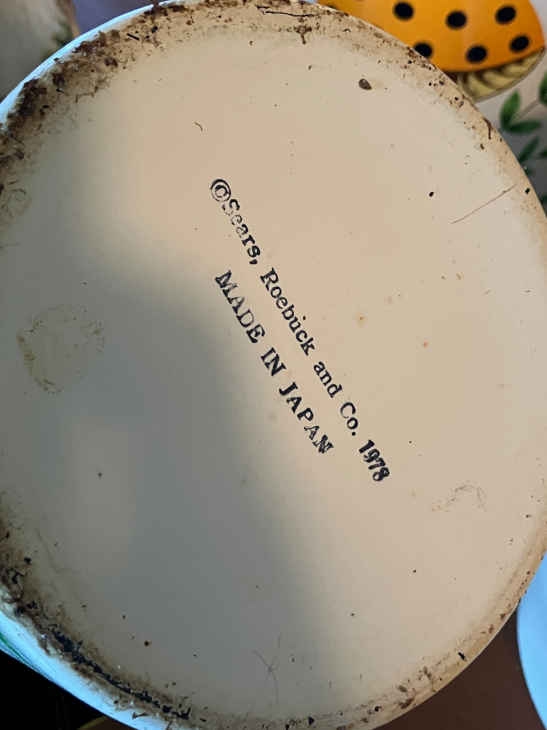 ©Sears, Roebuck and Co. 1978
MADE IN JAPAN